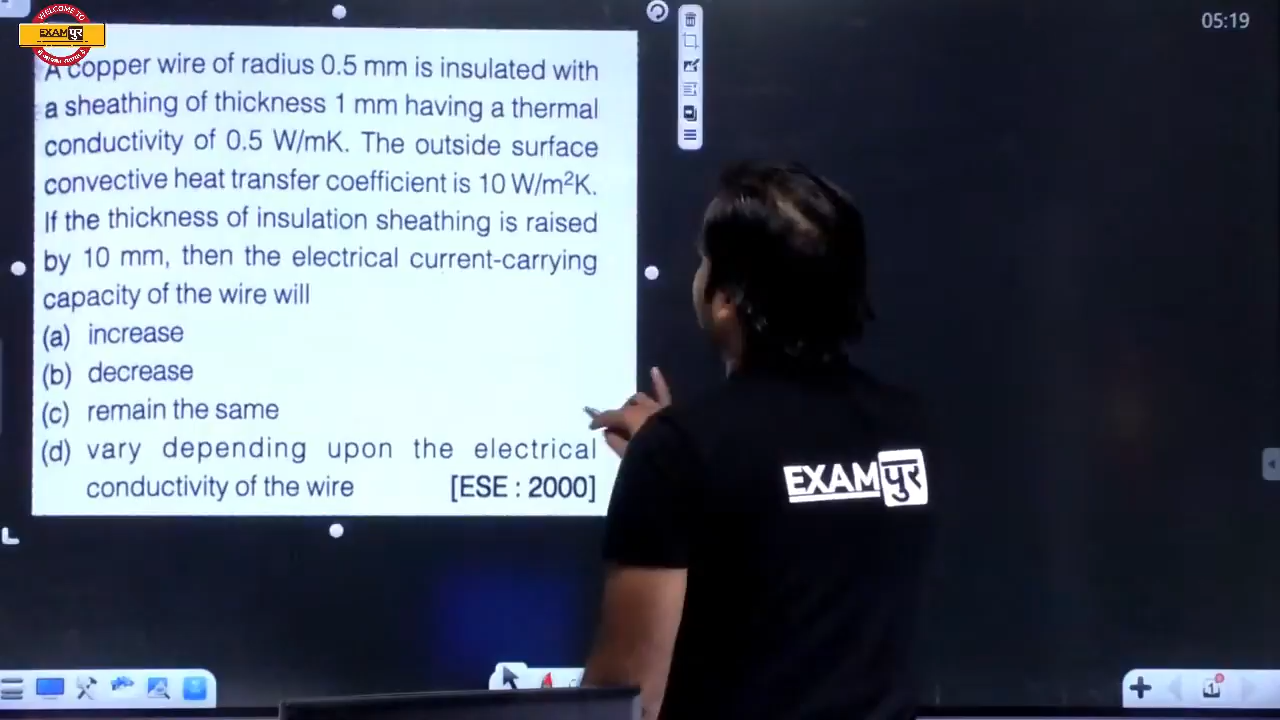 WELCOME TO
EXAMपुर
05:19
A copper wire of radius 0.5 mm is insulated with
a sheathing of thickness 1 mm having a thermal
conductivity of 0.5 W/mK. The outside surface
convective heat transfer coefficient is 10 W/m²K.
If the thickness of insulation sheathing is raised
by 10 mm, then the electrical current-carrying
capacity of the wire will
(a) increase
(b) decrease
(c) remain the same
(d) vary depending upon the electrical
conductivity of the wire [ESE : 2000]
EXAMपुर
1